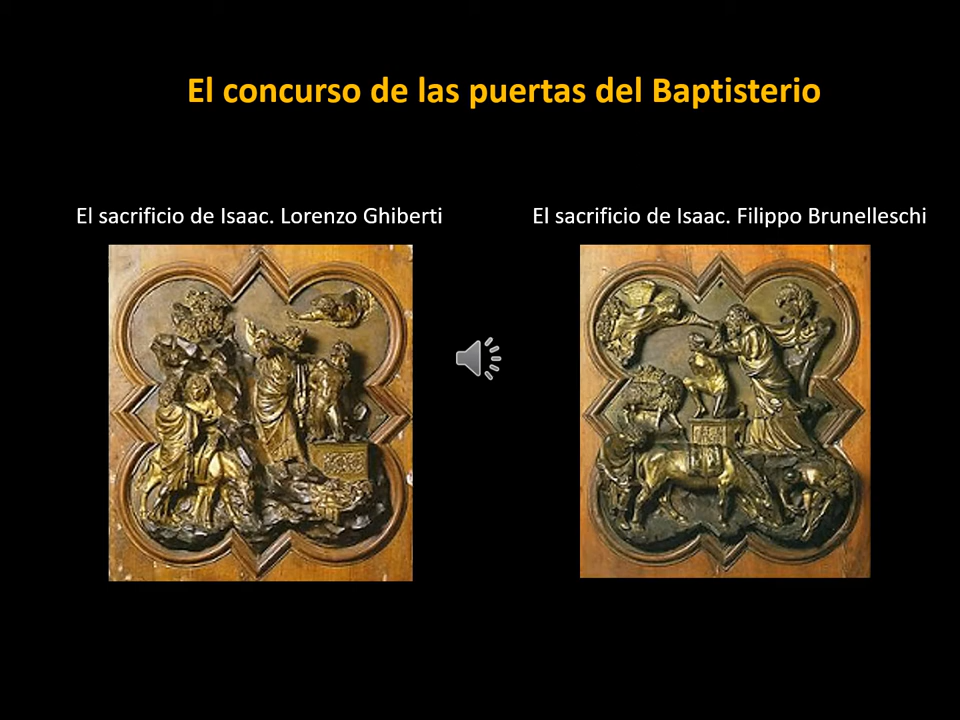 El concurso de las puertas del Baptisterio
El sacrificio de Isaac. Lorenzo Ghiberti
El sacrificio de Isaac. Filippo Brunelleschi